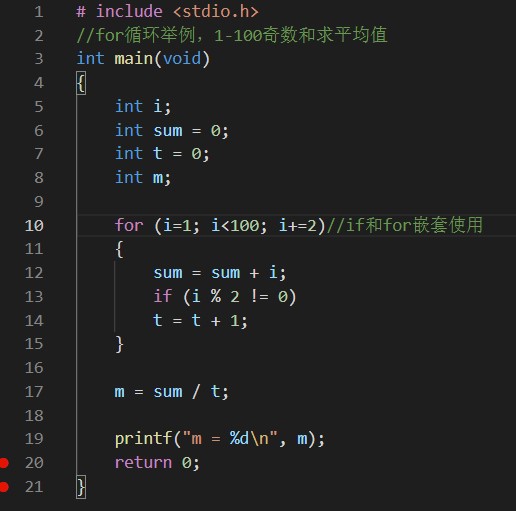 1 # include <stdio.h>
2 //for循环举例，1-100奇数和求平均值
3 int main(void)
4 {
5 int i;
6 int sum = 0;
7 int t = 0;
8 int m;
9
10 for (i=1; i<100; i+=2)//if和for嵌套使用
11 {
12 sum = sum + i;
13 if (i % 2 != 0)
14 t = t + 1;
15 }
16
17 m = sum / t;
18
19 printf("m = %d\n", m);
20 return 0;
21 }